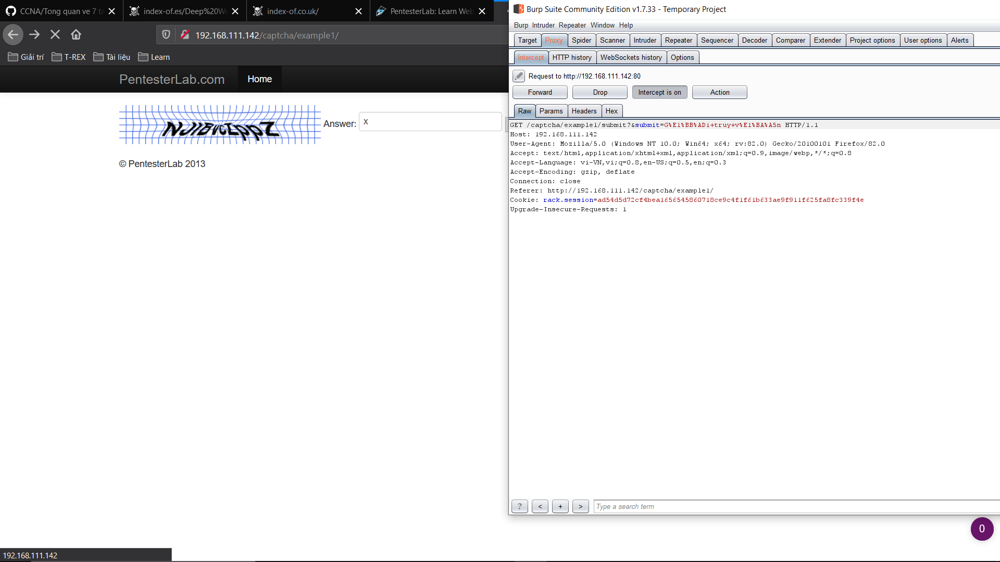 CCNA/Tong quan ve 7 ta
index-of.es/Deep%20We
index-of.co.uk/
PentesterLab: Learn Web
192.168.111.142/captcha/example1/
Giải trí
T-REX
Tài liệu
Learn
PentesterLab.com
Home
Answer:
x
© PentesterLab 2013
192.168.111.142
Burp Suite Community Edition v1.7.33 - Temporary Project
Burp Intruder Repeater Window Help
Target Proxy Spider Scanner Intruder Repeater Sequencer Decoder Comparer Extender Project options User options Alerts
Intercept HTTP history WebSockets history Options
Request to http://192.168.111.142:80
Forward Drop Intercept is on Action
Raw Params Headers Hex
GET /captcha/example1/submit?&submit=G%E1%BB%ADi+truy+v%E1%BA%A5n HTTP/1.1
Host: 192.168.111.142
User-Agent: Mozilla/5.0 (Windows NT 10.0; Win64; x64; rv:82.0) Gecko/20100101 Firefox/82.0
Accept: text/html,application/xhtml+xml,application/xml;q=0.9,image/webp,*/*;q=0.8
Accept-Language: vi-VN,vi;q=0.8,en-US;q=0.5,en;q=0.3
Accept-Encoding: gzip, deflate
Connection: close
Referer: http://192.168.111.142/captcha/example1/
Cookie: rack.session=ad54d5d72cf4bea1656545860718ce9c4f1f61b633ae9f911f625fa8fc339f4e
Upgrade-Insecure-Requests: 1
? < + >
Type a search term
0